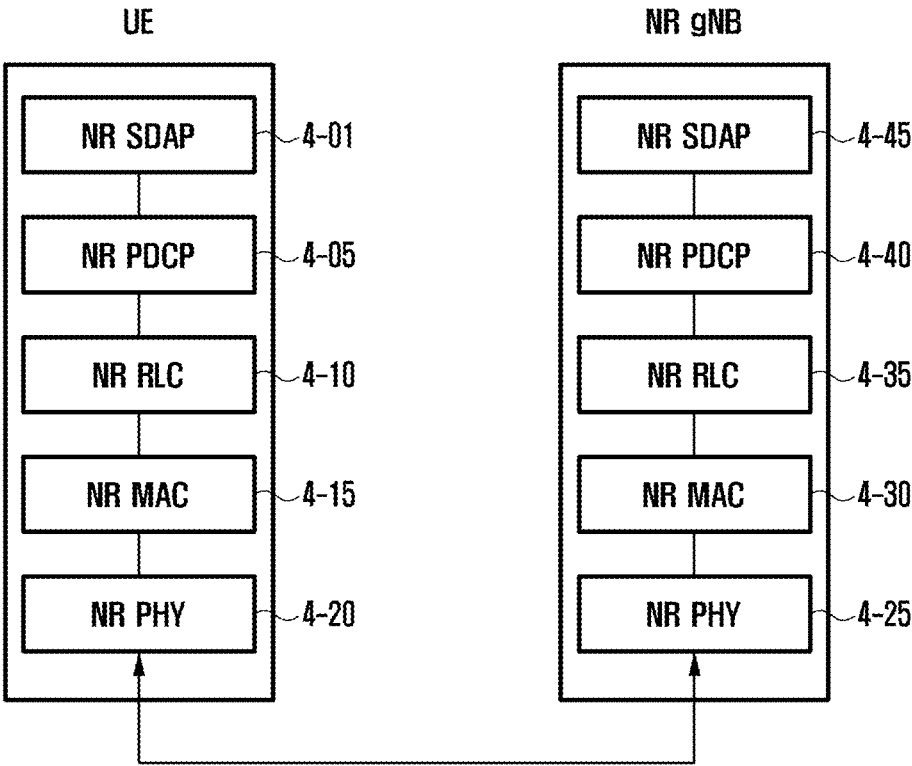 UE NR gNB
NR SDAP 4-01 NR SDAP 4-45
NR PDCP 4-05 NR PDCP 4-40
NR RLC 4-10 NR RLC 4-35
NR MAC 4-15 NR MAC 4-30
NR PHY 4-20 NR PHY 4-25